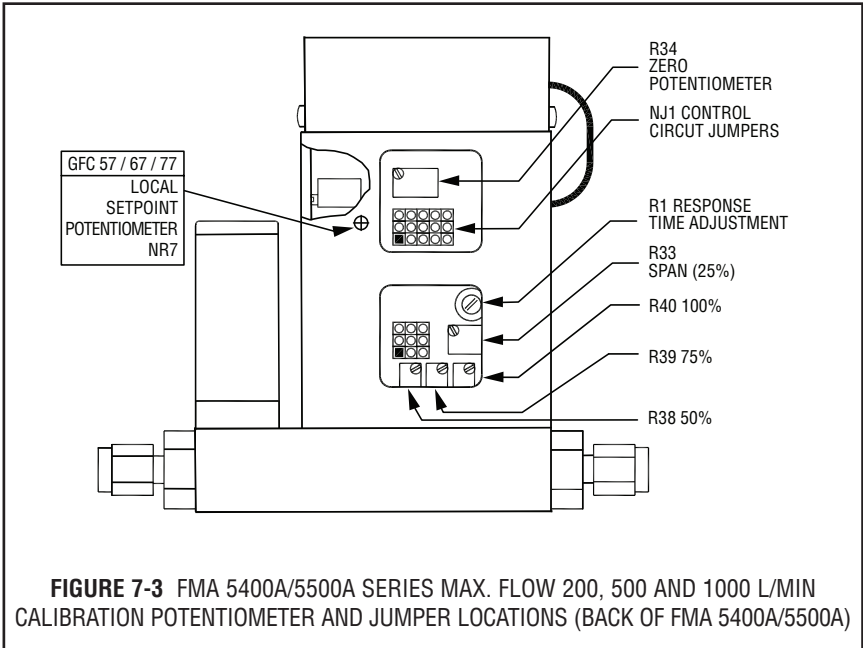 GFC 57 / 67 / 77
LOCAL
SETPOINT
POTENTIOMETER
NR7
R34
ZERO
POTENTIOMETER
NJ1 CONTROL
CIRCUT JUMPERS
R1 RESPONSE
TIME ADJUSTMENT
R33
SPAN (25%)
R40 100%
R39 75%
R38 50%
FIGURE 7-3 FMA 5400A/5500A SERIES MAX. FLOW 200, 500 AND 1000 L/MIN
CALIBRATION POTENTIOMETER AND JUMPER LOCATIONS (BACK OF FMA 5400A/5500A)